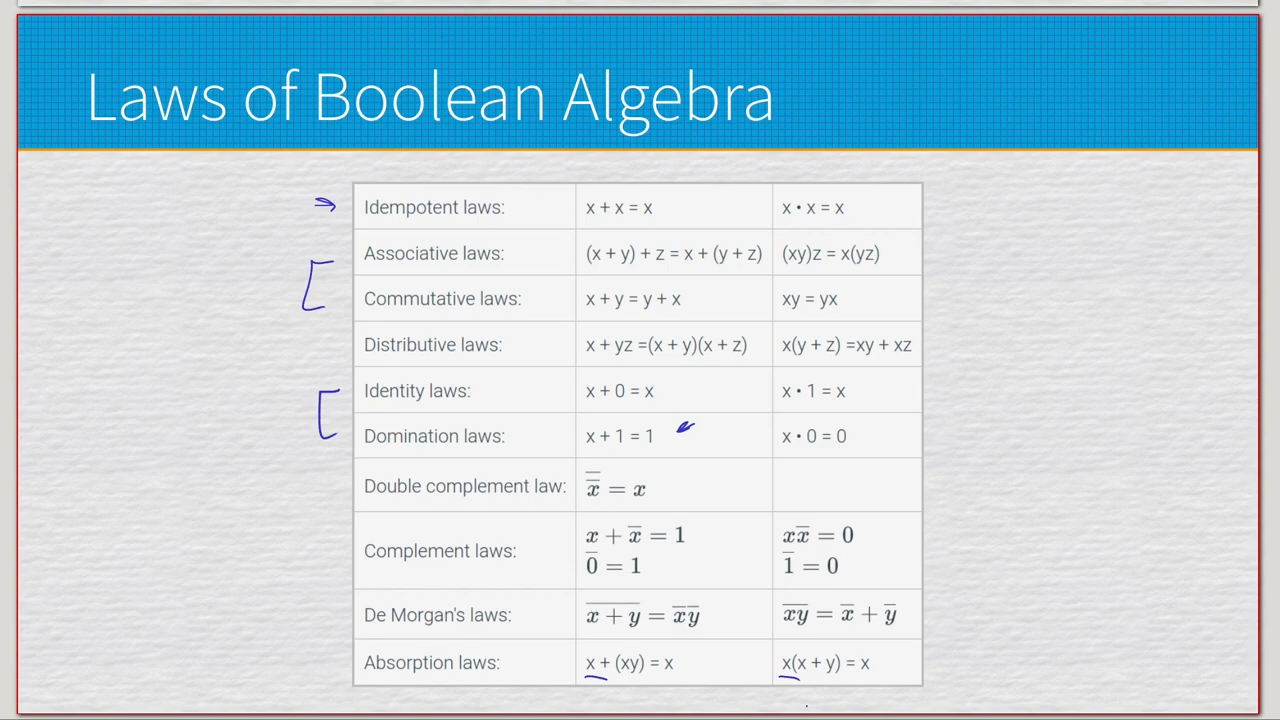 Laws of Boolean Algebra
Idempotent laws: x + x = x x • x = x
Associative laws: (x + y) + z = x + (y + z) (xy)z = x(yz)
Commutative laws: x + y = y + x xy = yx
Distributive laws: x + yz =(x + y)(x + z) x(y + z) =xy + xz
Identity laws: x + 0 = x x • 1 = x
Domination laws: x + 1 = 1 x • 0 = 0
Double complement law: x̿ = x
Complement laws: x + x̅ = 1 xx̅ = 0
0̅ = 1 1̅ = 0
De Morgan's laws: x̅ ̅+̅ ̅y̅ = x̅y̅ x̅y̅ = x̅ + y̅
Absorption laws: x + (xy) = x x(x + y) = x